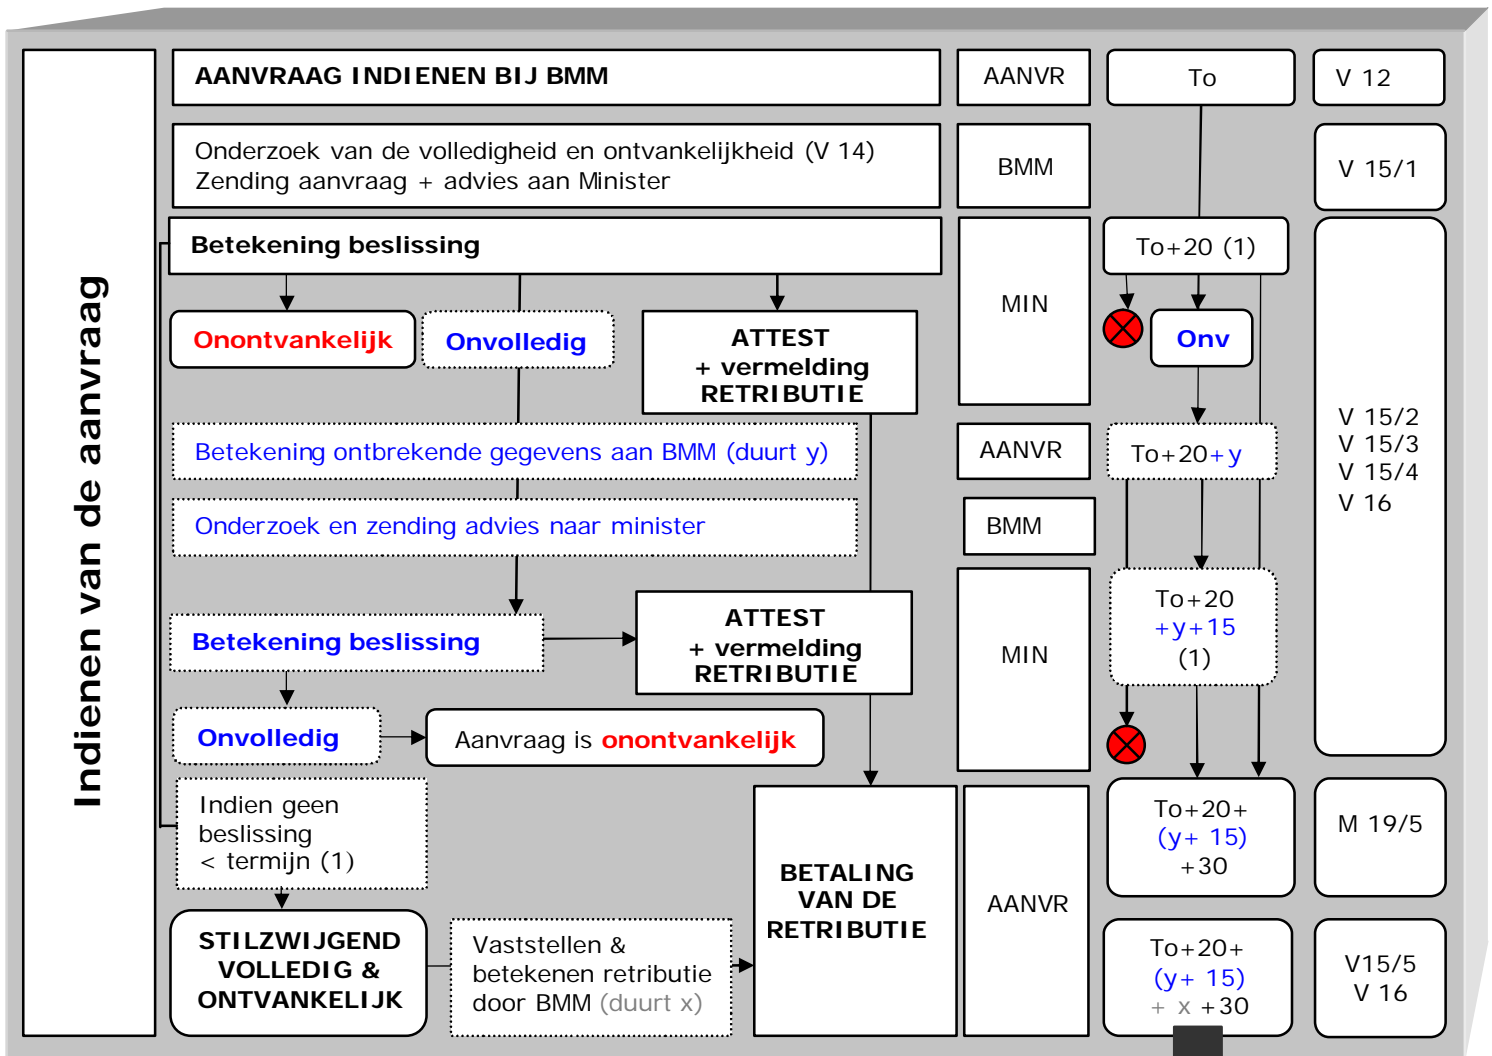 Indienen van de aanvraag
AANVRAAG INDIENEN BIJ BMM
AANVR
To
V 12
Onderzoek van de volledigheid en ontvankelijkheid (V 14)
Zending aanvraag + advies aan Minister
BMM
V 15/1
Betekening beslissing
MIN
To+20 (1)
Onontvankelijk
Onvolledig
ATTEST
+ vermelding
RETRIBUTIE
Onv
V 15/2
V 15/3
V 15/4
V 16
Betekening ontbrekende gegevens aan BMM (duurt y)
AANVR
To+20+y
Onderzoek en zending advies naar minister
BMM
Betekening beslissing
ATTEST
+ vermelding
RETRIBUTIE
MIN
To+20
+y+15
(1)
Onvolledig
Aanvraag is onontvankelijk
Indien geen
beslissing
< termijn (1)
BETALING
VAN DE
RETRIBUTIE
AANVR
To+20+
(y+ 15)
+30
M 19/5
STILZWIJGEND
VOLLEDIG &
ONTVANKELIJK
Vaststellen &
betekenen retributie
door BMM (duurt x)
To+20+
(y+ 15)
+ x +30
V15/5
V 16